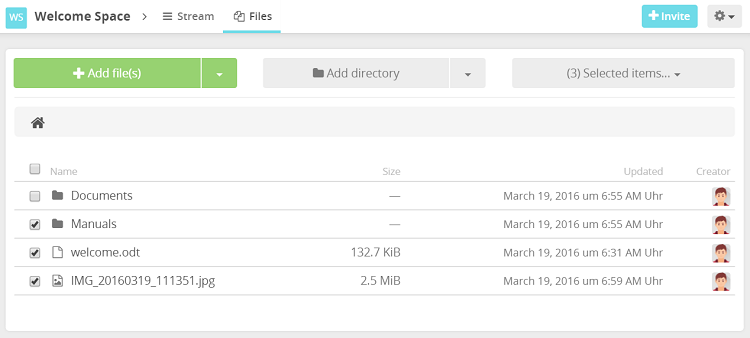 WS Welcome Space > Stream Files + Invite
+ Add file(s) Add directory (3) Selected items...
Name Size Updated Creator
Documents — March 19, 2016 um 6:55 AM Uhr
Manuals — March 19, 2016 um 6:55 AM Uhr
welcome.odt 132.7 KiB March 19, 2016 um 6:31 AM Uhr
IMG_20160319_111351.jpg 2.5 MiB March 19, 2016 um 6:59 AM Uhr